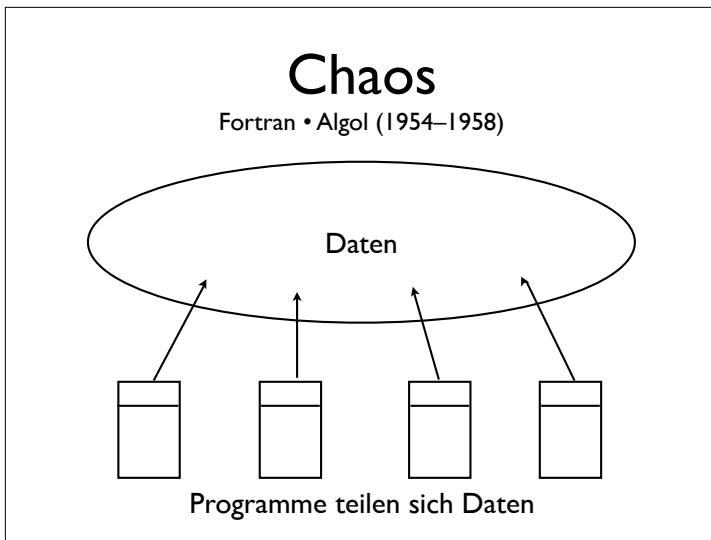 Chaos
Fortran • Algol (1954–1958)
Daten
Programme teilen sich Daten